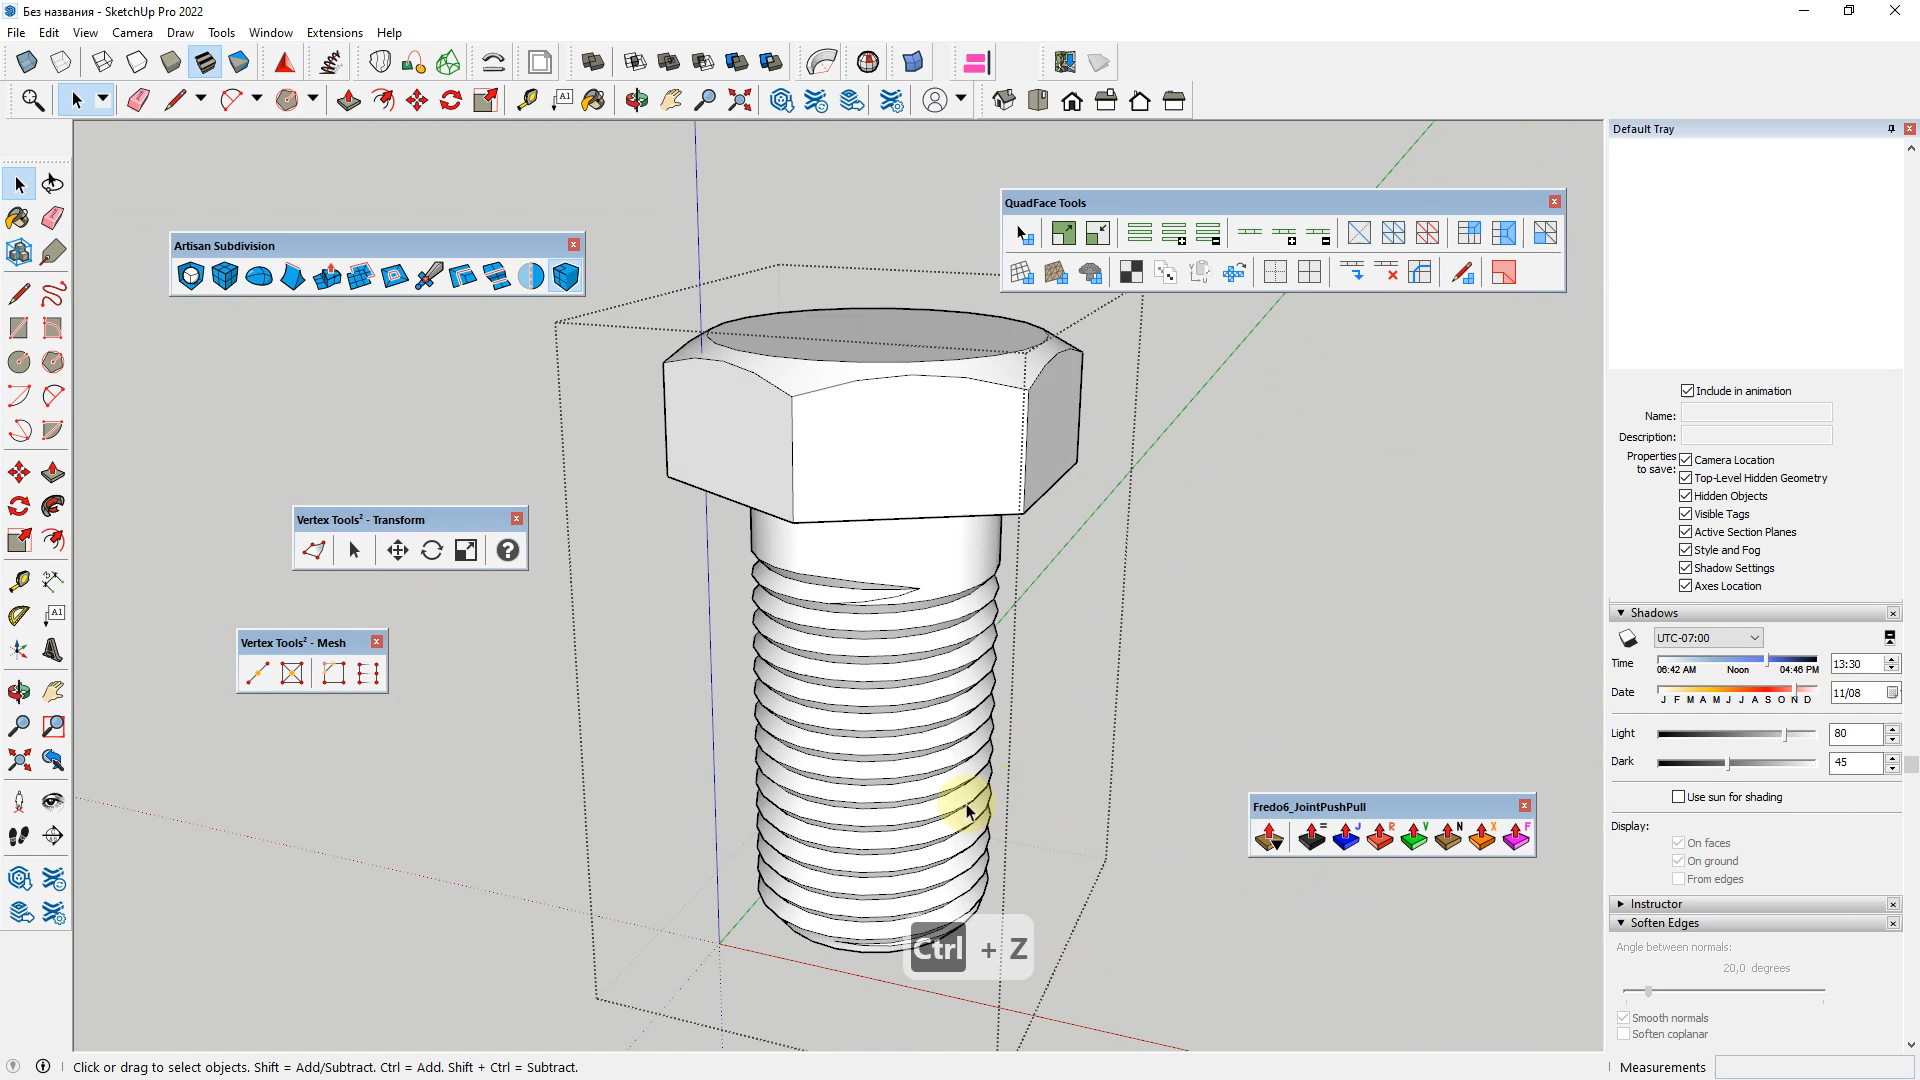 Без названия - SketchUp Pro 2022
File Edit View Camera Draw Tools Window Extensions Help
A1
Default Tray
QuadFace Tools
Artisan Subdivision
Include in animation
Name:
Description:
Properties to save:
Camera Location
Top-Level Hidden Geometry
Hidden Objects
Visible Tags
Active Section Planes
Style and Fog
Shadow Settings
Axes Location
Vertex Tools² - Transform
?
A1
Vertex Tools² - Mesh
Shadows
UTC-07:00
Time
06:42 AM Noon 04:46 PM
13:30
Date
J F M A M J J A S O N D
11/08
Light
80
Dark
45
Use sun for shading
Display:
On faces
On ground
From edges
Fredo6_JointPushPull
= J R V N X F
Instructor
Soften Edges
Angle between normals:
20,0 degrees
Smooth normals
Soften coplanar
Ctrl + Z
Click or drag to select objects. Shift = Add/Subtract. Ctrl = Add. Shift + Ctrl = Subtract.
Measurements